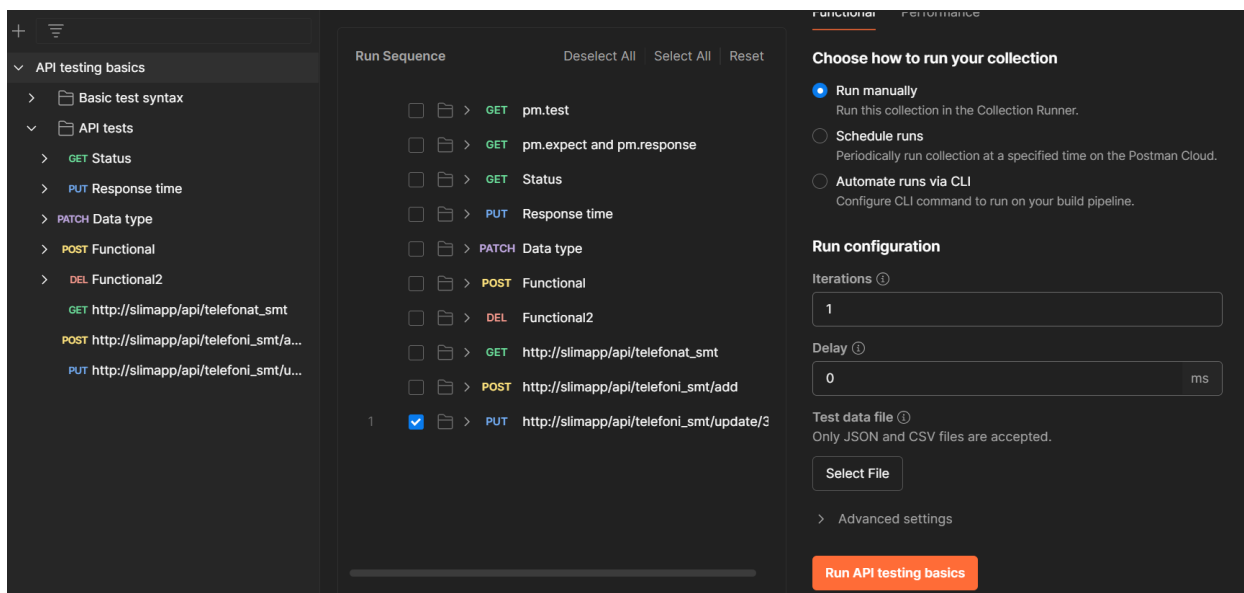 API testing basics
Basic test syntax
API tests
GET Status
PUT Response time
PATCH Data type
POST Functional
DEL Functional2
GET http://slimapp/api/telefonat_smt
POST http://slimapp/api/telefoni_smt/a...
PUT http://slimapp/api/telefoni_smt/u...
Run Sequence
Deselect All
Select All
Reset
GET pm.test
GET pm.expect and pm.response
GET Status
PUT Response time
PATCH Data type
POST Functional
DEL Functional2
GET http://slimapp/api/telefonat_smt
POST http://slimapp/api/telefoni_smt/add
1 PUT http://slimapp/api/telefoni_smt/update/3
Functional Performance
Choose how to run your collection
Run manually
Run this collection in the Collection Runner.
Schedule runs
Periodically run collection at a specified time on the Postman Cloud.
Automate runs via CLI
Configure CLI command to run on your build pipeline.
Run configuration
Iterations
1
Delay
0 ms
Test data file
Only JSON and CSV files are accepted.
Select File
Advanced settings
Run API testing basics